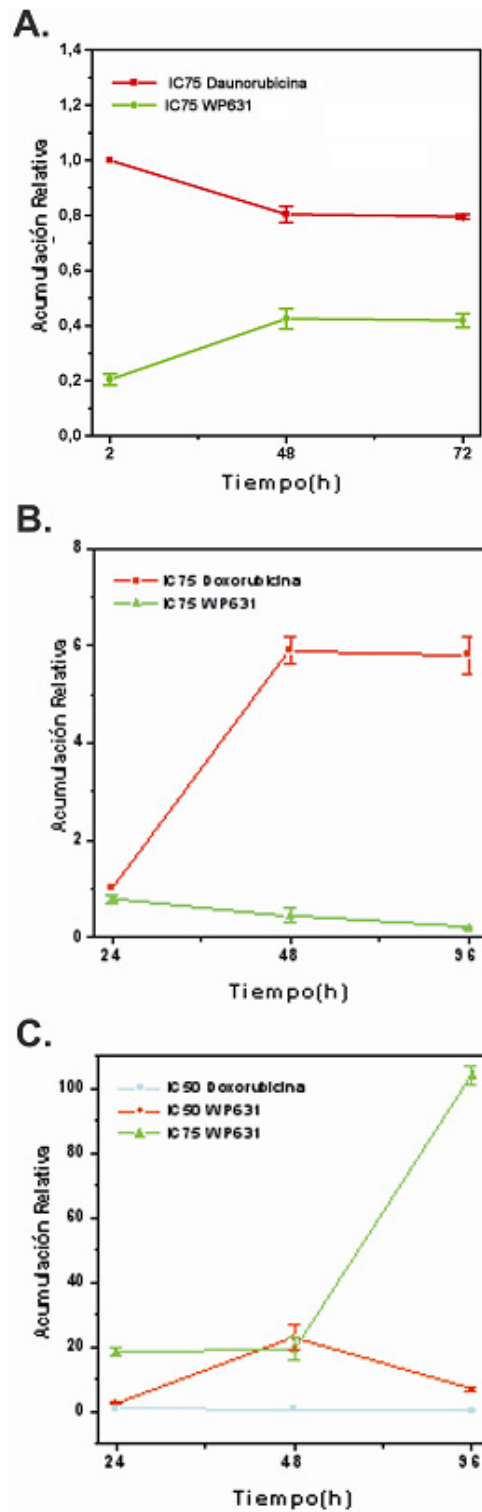 A.
Acumulación Relativa
1,4
1,2
1,0
0,8
0,6
0,4
0,2
0,0
IC75 Daunorubicina
IC75 WP631
2
48
72
Tiempo(h)
B.
Acumulación Relativa
8
6
4
2
0
IC75 Doxorubicina
IC75 WP631
24
48
96
Tiempo(h)
C.
Acumulación Relativa
100
80
60
40
20
0
IC50 Doxorubicina
IC50 WP631
IC75 WP631
24
48
96
Tiempo(h)